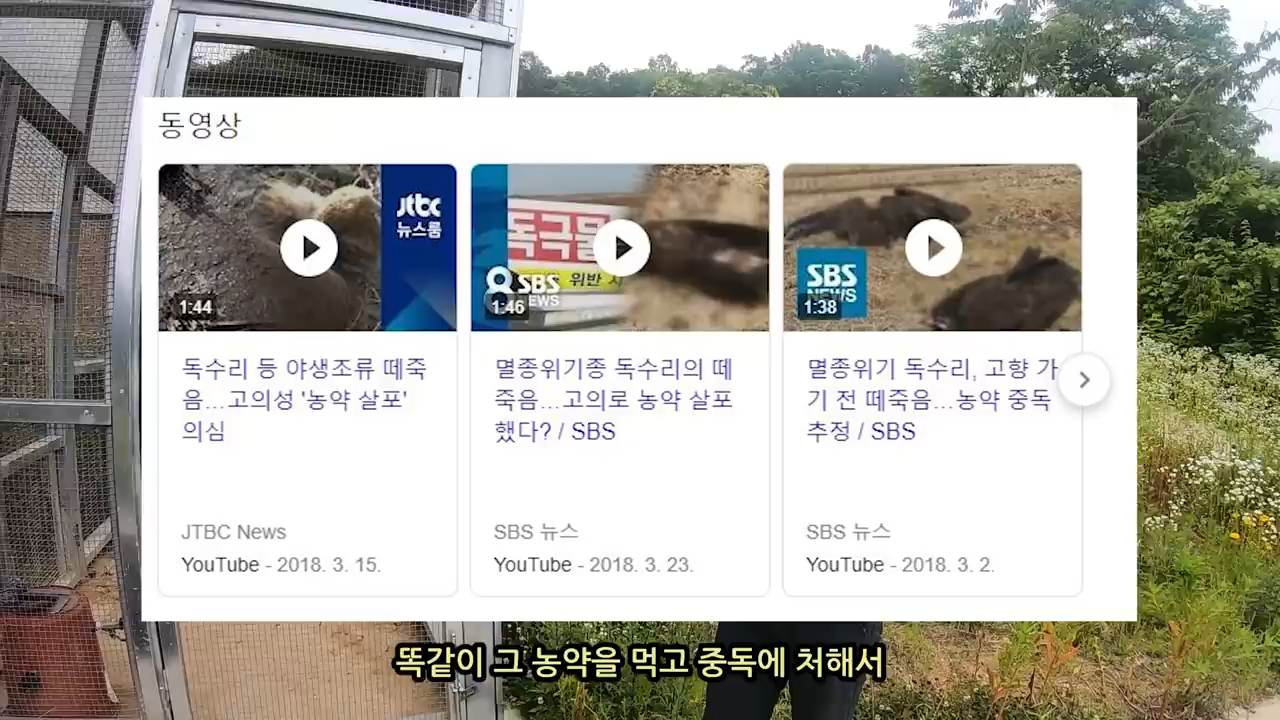 동영상
jtbc
뉴스룸
1:44
독극물
위반 시
SBS
EWS
1:46
SBS
NEWS
1:38
독수리 등 야생조류 떼죽
음...고의성 '농약 살포'
의심
JTBC News
YouTube - 2018. 3. 15.
멸종위기종 독수리의 떼
죽음...고의로 농약 살포
했다? / SBS
SBS 뉴스
YouTube - 2018. 3. 23.
멸종위기 독수리, 고향 가
기 전 떼죽음...농약 중독
추정 / SBS
SBS 뉴스
YouTube - 2018. 3. 2.
똑같이 그 농약을 먹고 중독에 처해서